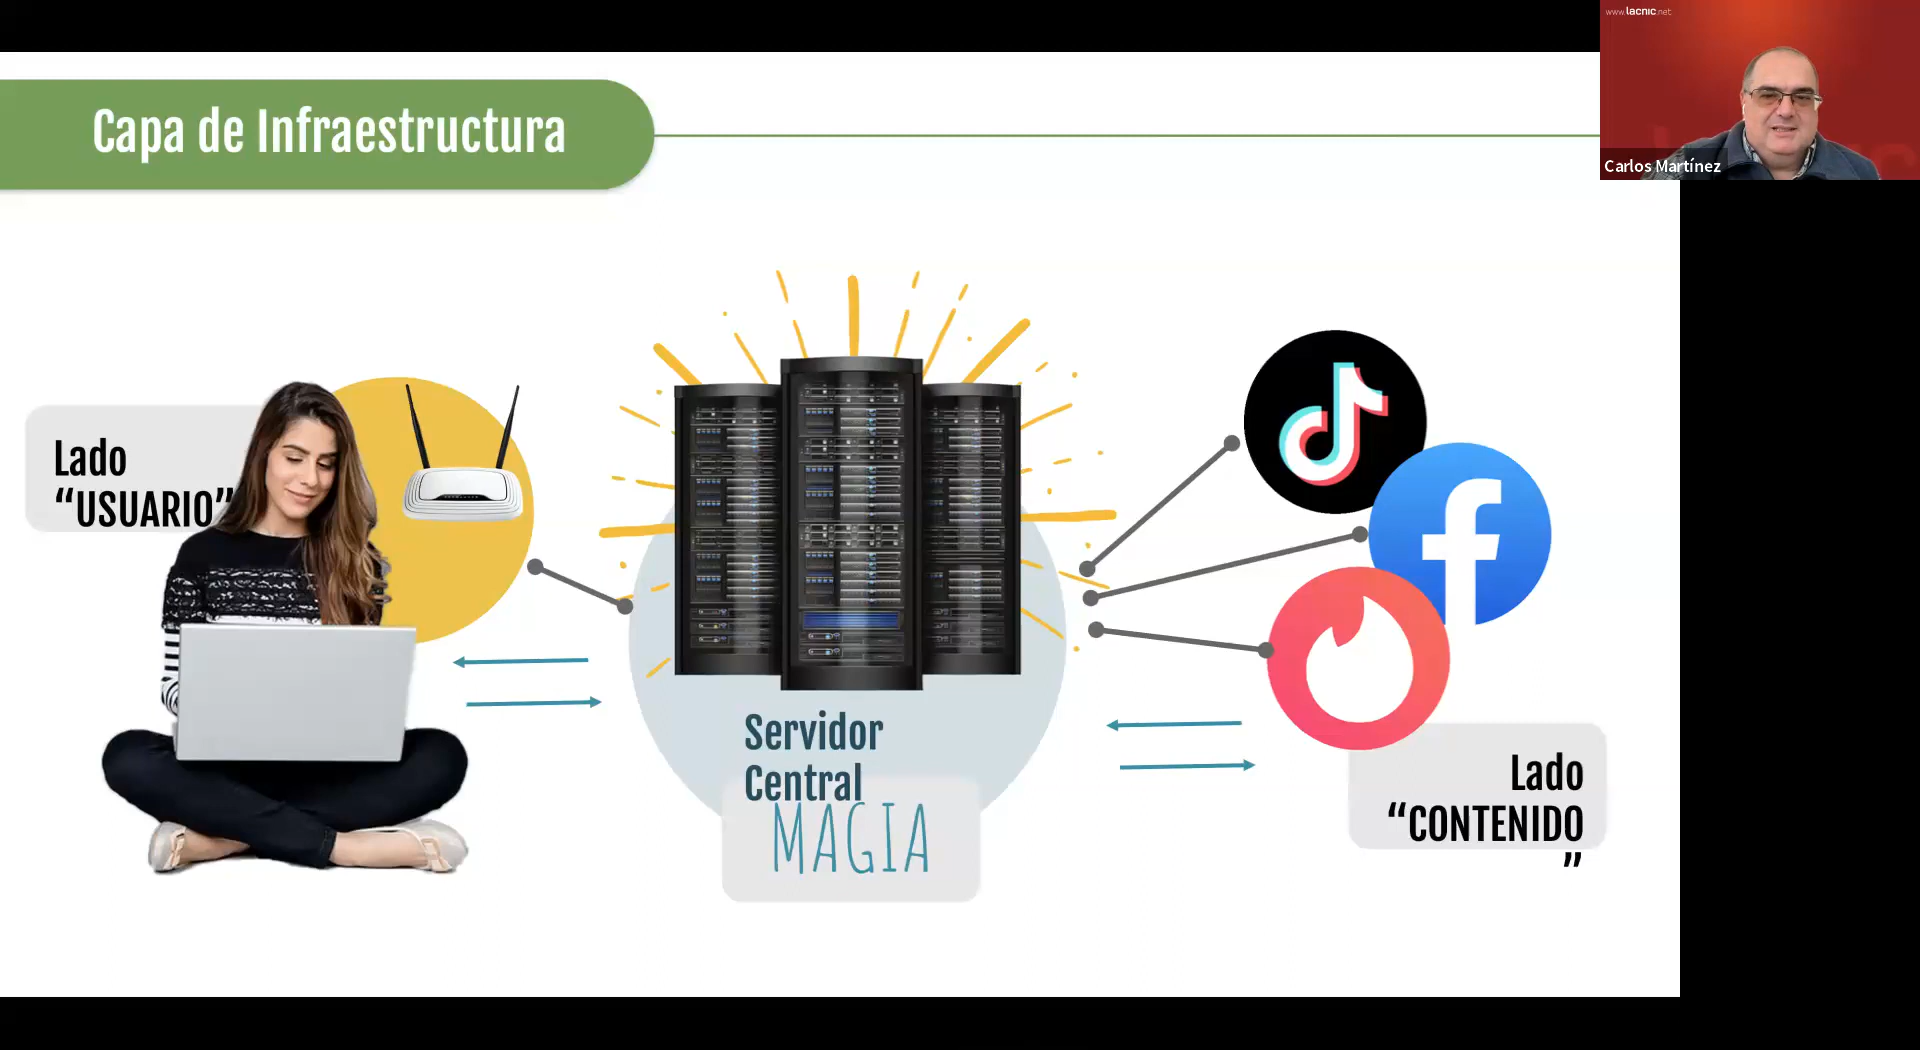 www.lacnic.net
Carlos Martínez
Capa de Infraestructura
Lado
“USUARIO”
Servidor
Central
MAGIA
Lado
“CONTENIDO
”